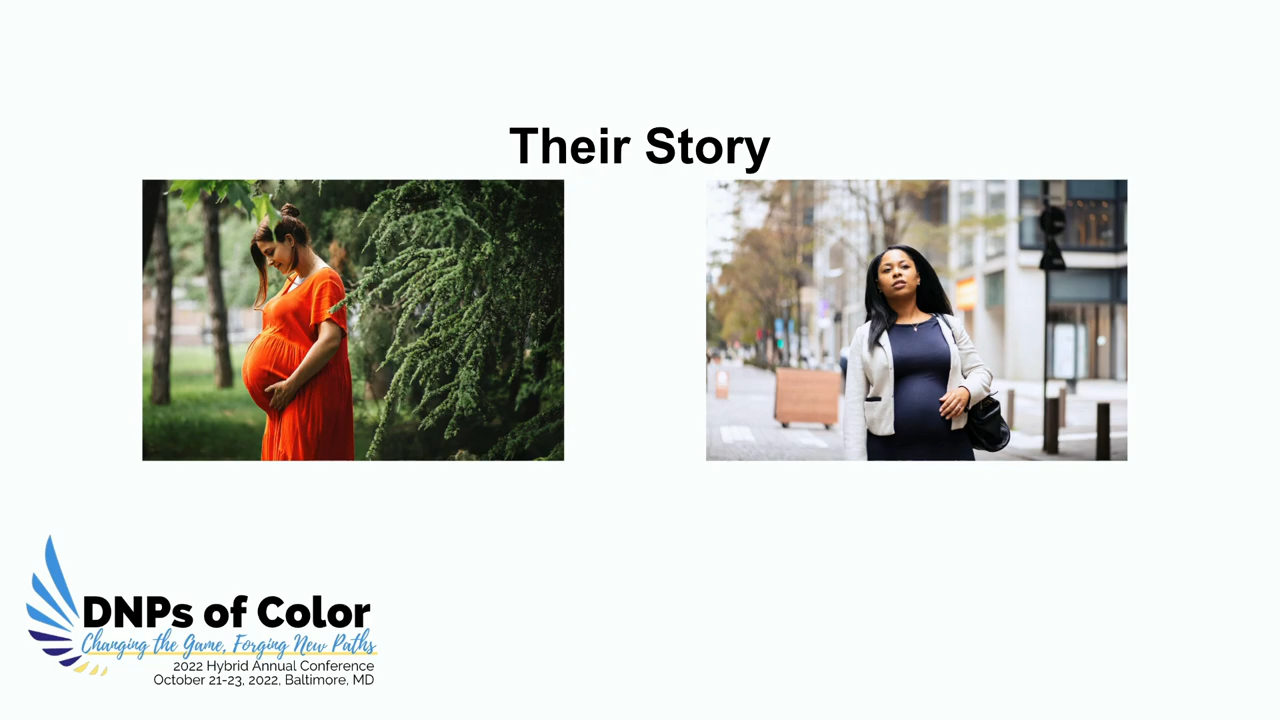 Their Story
DNPs of Color
Changing the Game, Forging New Paths
2022 Hybrid Annual Conference
October 21-23, 2022, Baltimore, MD